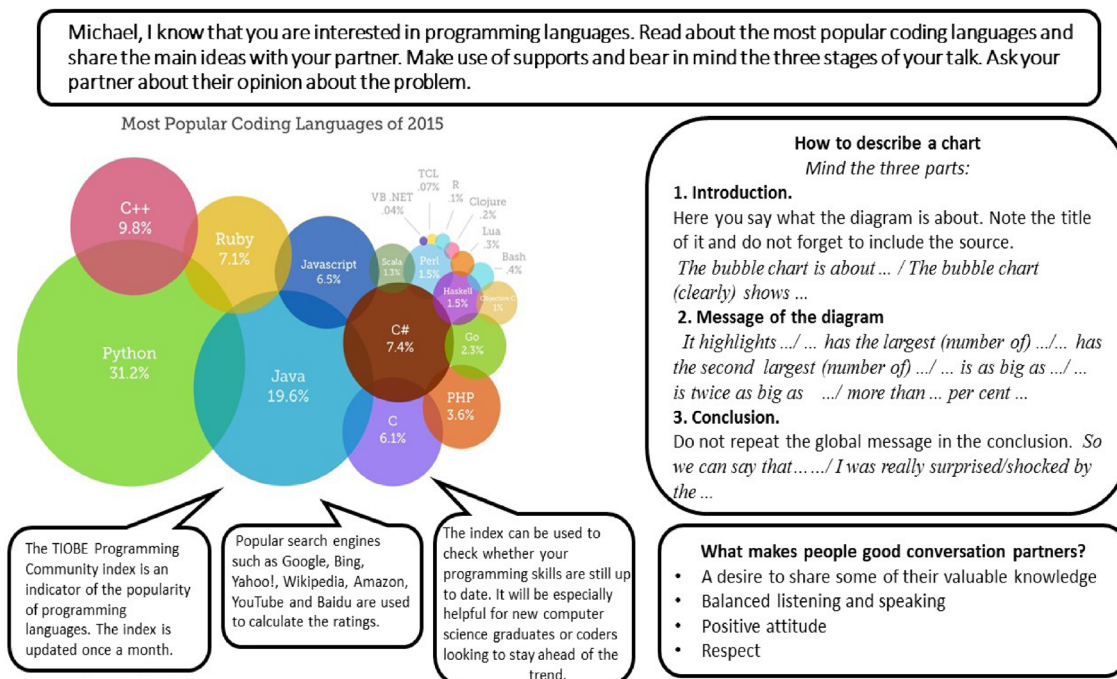 Michael, I know that you are interested in programming languages. Read about the most popular coding languages and
share the main ideas with your partner. Make use of supports and bear in mind the three stages of your talk. Ask your
partner about their opinion about the problem.
Most Popular Coding Languages of 2015
C++
9.8%
Ruby
7.1%
Javascript
6.5%
Python
31.2%
Java
19.6%
C#
7.4%
C
6.1%
PHP
3.6%
Go
2.3%
Scala
1.3%
Perl
1.5%
Haskell
1.5%
Objective C
1%
VB .NET
.04%
TCL
.07%
R
.1%
Clojure
.2%
Lua
.3%
Bash
.4%
How to describe a chart
Mind the three parts:
1. Introduction.
Here you say what the diagram is about. Note the title
of it and do not forget to include the source.
The bubble chart is about ... / The bubble chart
(clearly) shows ...
2. Message of the diagram
It highlights .../ ... has the largest (number of) .../... has
the second largest (number of) .../ ... is as big as .../ ...
is twice as big as .../ more than ... per cent ...
3. Conclusion.
Do not repeat the global message in the conclusion. So
we can say that... .../ I was really surprised/shocked by
the ...
The TIOBE Programming
Community index is an
indicator of the popularity
of programming
languages. The index is
updated once a month.
Popular search engines
such as Google, Bing,
Yahoo!, Wikipedia, Amazon,
YouTube and Baidu are used
to calculate the ratings.
The index can be used to
check whether your
programming skills are still up
to date. It will be especially
helpful for new computer
science graduates or coders
looking to stay ahead of the
trend.
What makes people good conversation partners?
• A desire to share some of their valuable knowledge
• Balanced listening and speaking
• Positive attitude
• Respect